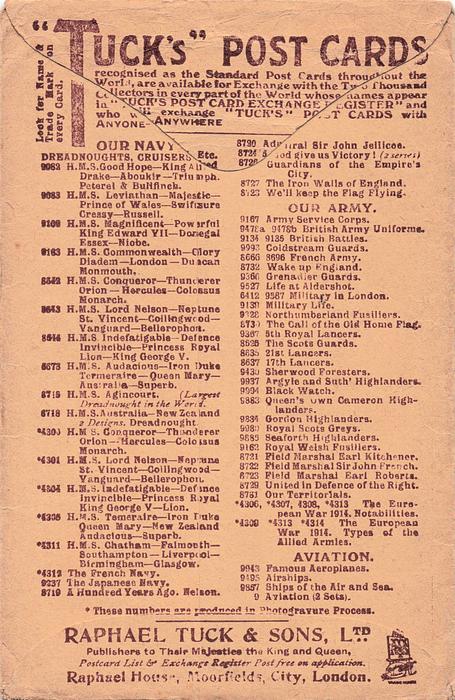 "TUCK'S" POST CARDS
Look for Name & Trade Mark on every Card.
recognised as the Standard Post Cards throughout the
World, are available for Exchange with the Two Thousand
Collectors in every part of the World whose names appear
in "TUCK'S POST CARD EXCHANGE REGISTER" and
who will exchange "TUCK'S" POST CARDS with
ANYONE—ANYWHERE
OUR NAVY
DREADNOUGHTS, CRUISERS, Etc.
9082 H.M.S. Good Hope—King Alfred
Drake—Aboukir—Triumph.
Peterel & Bullfinch.
9083 H.M.S. Leviathan—Majestic—
Prince of Wales—Swiftsure
Cressy—Russell.
9109 H.M.S. Magnificent—Powerful
King Edward VII—Donegal
Essex—Niobe.
9163 H.M.S. Commonwealth—Glory
Diadem—London—Duncan
Monmouth.
H.M.S. Conqueror—Thunderer
Orion—Hercules—Colossus
Monarch.
8643 H.M.S. Lord Nelson—Neptune
St. Vincent—Collingwood—
Vanguard—Bellerophon.
8644 H.M.S. Indefatigable—Defence
Invincible—Princess Royal
Lion—King George V.
8673 H.M.S. Audacious—Iron Duke
Temeraire—Queen Mary—
Australia—Superb.
8719 H.M.S. Agincourt. (Largest
Dreadnought in the World.
8718 H.M.S Australia—New Zealand
2 Designs. Dreadnought.
*4300 H.M.S. Conqueror—Thunderer
Orion—Hercules—Colossus
Monarch.
*4301 H.M.S. Lord Nelson—Neptune
St. Vincent—Collingwood—
Vanguard—Bellerophon.
*4304 H.M.S. Indefatigable—Defence
Invincible—Princess Royal
King George V—Lion.
*4305 H.M.S. Temeraire—Iron Duke
Queen Mary—New Zealand
Audacious—Superb.
*4311 H.M.S. Chatham—Falmouth—
Southampton—Liverpool—
Birmingham—Glasgow.
*4312 The French Navy.
9237 The Japanese Navy.
8719 A Hundred Years Ago. Nelson.
8790 Admiral Sir John Jellicoe.
God give us Victory! (2 series)
8726 Guardians of the Empire's
City.
8727 The Iron Walls of England.
We'll keep the Flag Flying.
OUR ARMY.
9167 Army Service Corps.
9478a 9478b British Army Uniforms.
9134 9135 British Battles.
9993 Coldstream Guards.
8666 8696 French Army.
8732 Wake up England.
9366 Grenadier Guards.
9527 Life at Aldershot.
6412 9587 Military in London.
9139 Military Life.
Northumberland Fusiliers.
8730 The Call of the Old Home Flag.
9367 5th Royal Lancers.
8625 The Scots Guards.
8635 21st Lancers.
8637 17th Lancers.
9430 Sherwood Foresters.
9937 Argyle and Suth' Highlanders.
9994 Black Watch.
9883 Queen's Own Cameron High-
landers.
9884 Gordon Highlanders.
9980 Royal Scots Greys.
9885 Seaforth Highlanders.
9162 Royal Welsh Fusiliers.
8721 Field Marshal Earl Kitchener.
8722 Field Marshal Sir John French.
8723 Field Marshal Earl Roberts.
8729 United in Defence of the Right.
8761 Our Territorials.
*4306, *4307, *4308, *4313 The Euro-
pean War 1914. Notabilities.
*4309 *4313 *4314 The European
War 1914. Types of the
Allied Armies.
AVIATION.
9943 Famous Aeroplanes.
9495 Airships.
9857 Ships of the Air and Sea.
9 Aviation (2 Sets).
* These numbers are produced in Photogravure Process.
RAPHAEL TUCK & SONS, LTD
Publishers to Their Majesties the King and Queen,
Postcard List & Exchange Register Post free on application.
Raphael House, Moorfields, City, London.